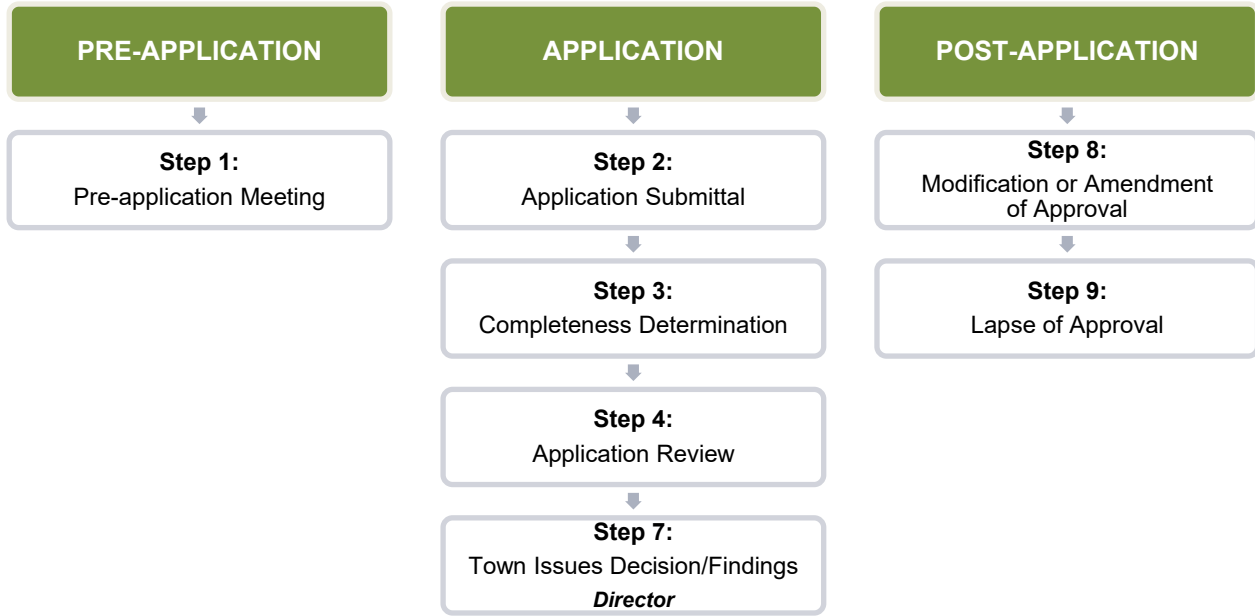 PRE-APPLICATION
Step 1:
Pre-application Meeting
APPLICATION
Step 2:
Application Submittal
Step 3:
Completeness Determination
Step 4:
Application Review
Step 7:
Town Issues Decision/Findings
Director
POST-APPLICATION
Step 8:
Modification or Amendment
of Approval
Step 9:
Lapse of Approval